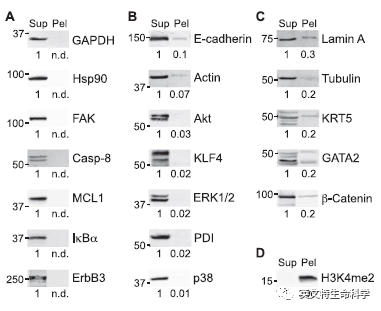 A
Sup Pel
37
GAPDH
1 n.d.
100
Hsp90
1 n.d.
100
FAK
1 n.d.
50
Casp-8
1 n.d.
37
MCL1
1 n.d.
37
IκBα
1 n.d.
250
ErbB3
1 n.d.
B
Sup Pel
150
E-cadherin
1 0.1
37
Actin
1 0.07
50
Akt
1 0.03
50
KLF4
1 0.02
37
ERK1/2
1 0.02
50
PDI
1 0.02
37
p38
1 0.01
C
Sup Pel
75
Lamin A
1 0.3
50
Tubulin
1 0.2
50
KRT5
1 0.2
50
GATA2
1 0.2
100
β-Catenin
1 0.2
D
Sup Pel
15
H3K4me2
英文特生命科学